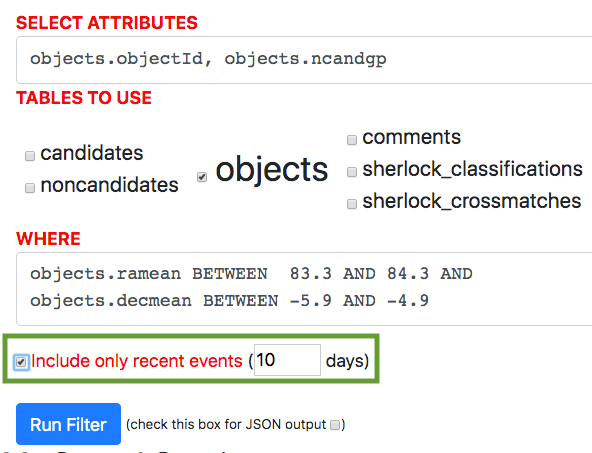 SELECT ATTRIBUTES
objects.objectId, objects.ncandgp
TABLES TO USE
candidates
noncandidates
objects
comments
sherlock_classifications
sherlock_crossmatches
WHERE
objects.ramean BETWEEN  83.3 AND 84.3 AND
objects.decmean BETWEEN -5.9 AND -4.9
Include only recent events (10 days)
Run Filter (check this box for JSON output )